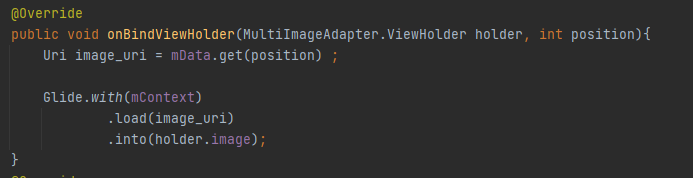 @Override
public void onBindViewHolder(MultiImageAdapter.ViewHolder holder, int position){
    Uri image_uri = mData.get(position) ;
    Glide.with(mContext)
            .load(image_uri)
            .into(holder.image);
}